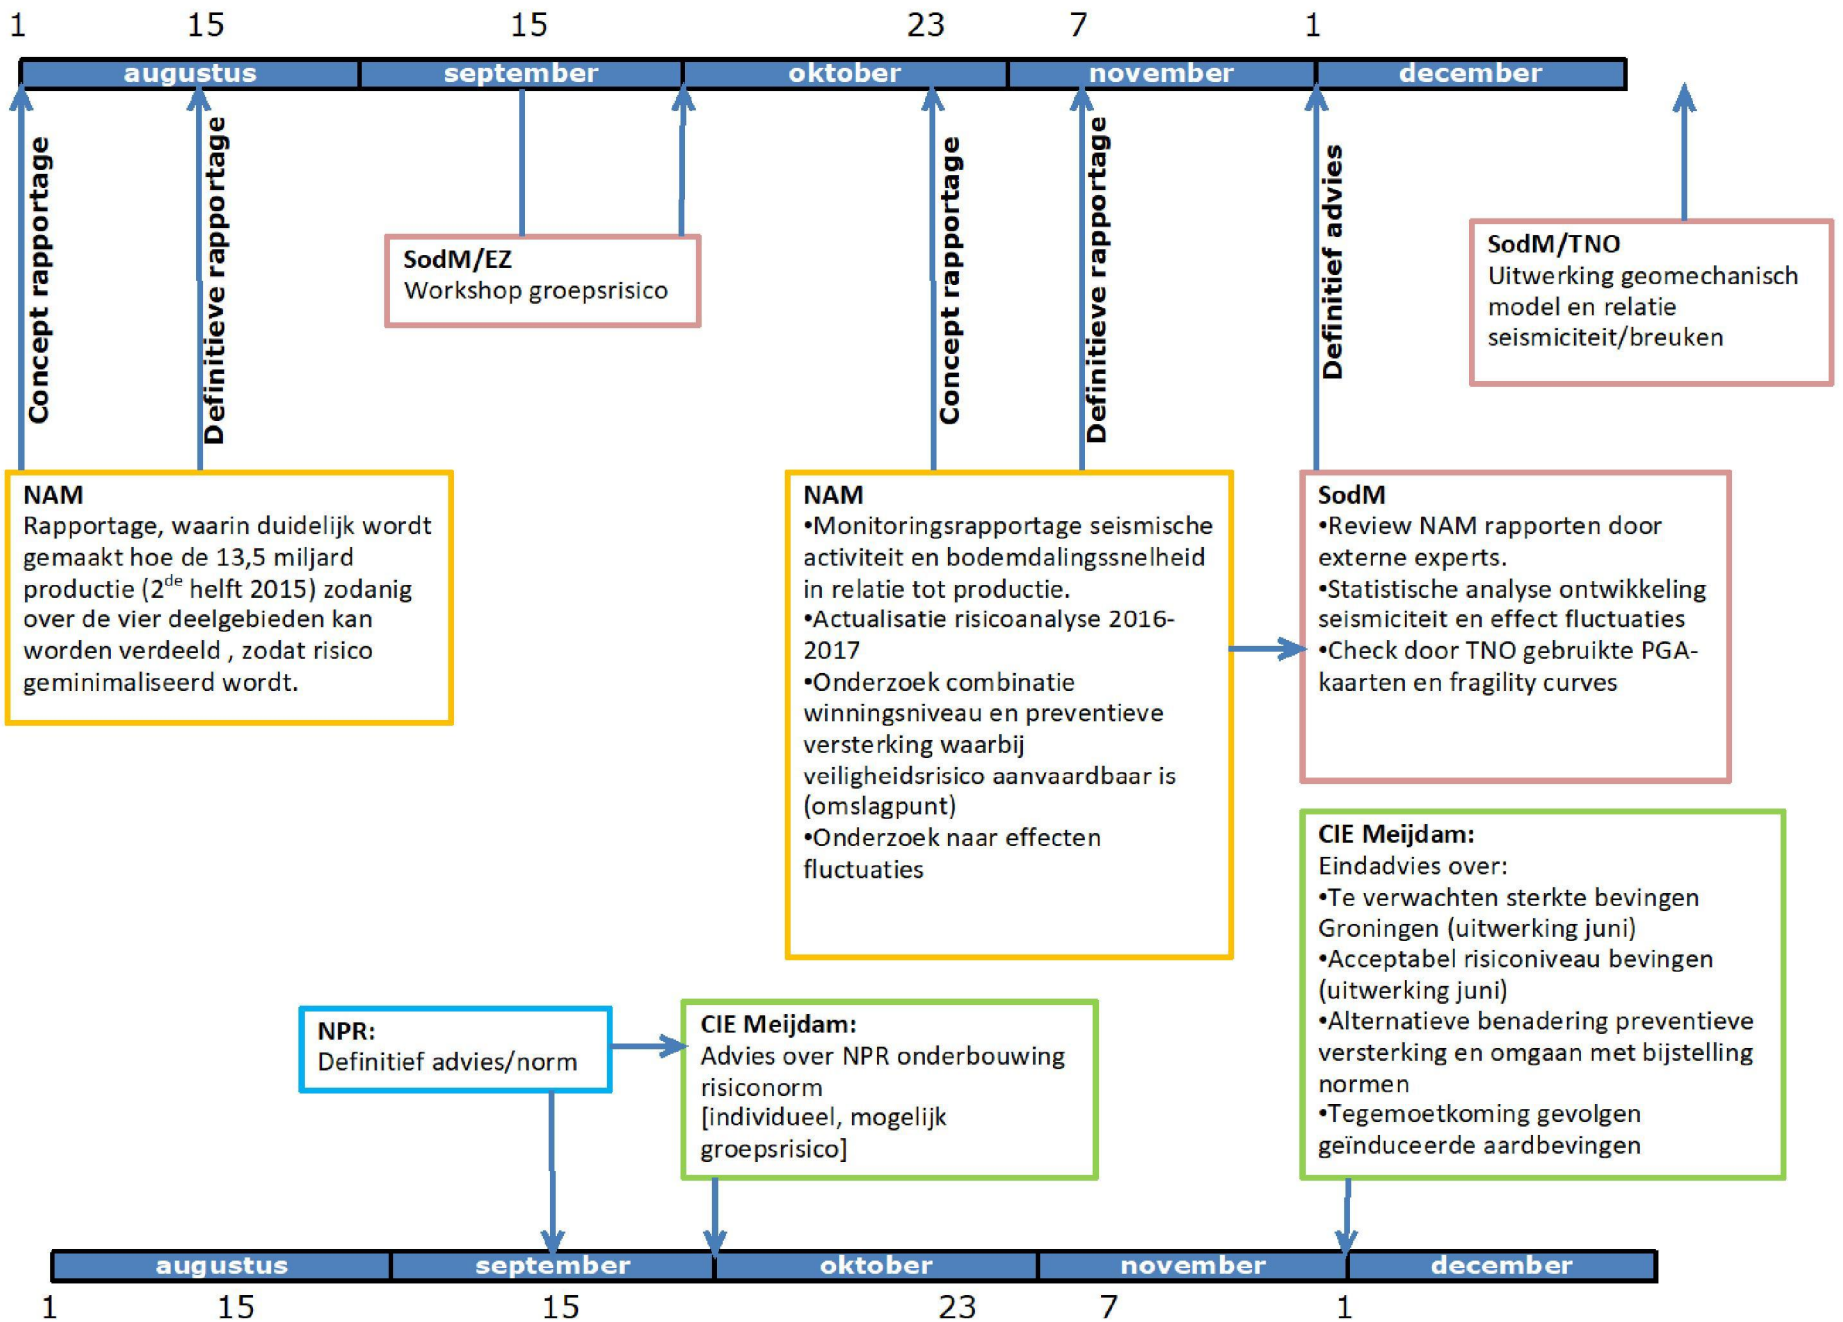 1 15 15 23 7 1
augustus september oktober november december
Concept rapportage
Definitieve rapportage
Concept rapportage
Definitieve rapportage
Definitief advies
SodM/EZ
Workshop groepsrisico
SodM/TNO
Uitwerking geomechanisch
model en relatie
seismiciteit/breuken
NAM
Rapportage, waarin duidelijk wordt
gemaakt hoe de 13,5 miljard
productie (2de helft 2015) zodanig
over de vier deelgebieden kan
worden verdeeld , zodat risico
geminimaliseerd wordt.
NAM
•Monitoringsrapportage seismische
activiteit en bodemdalingssnelheid
in relatie tot productie.
•Actualisatie risicoanalyse 2016-
2017
•Onderzoek combinatie
winningsniveau en preventieve
versterking waarbij
veiligheidsrisico aanvaardbaar is
(omslagpunt)
•Onderzoek naar effecten
fluctuaties
SodM
•Review NAM rapporten door
externe experts.
•Statistische analyse ontwikkeling
seismiciteit en effect fluctuaties
•Check door TNO gebruikte PGA-
kaarten en fragility curves
NPR:
Definitief advies/norm
CIE Meijdam:
Advies over NPR onderbouwing
risiconorm
[individueel, mogelijk
groepsrisico]
CIE Meijdam:
Eindadvies over:
•Te verwachten sterkte bevingen
Groningen (uitwerking juni)
•Acceptabel risiconiveau bevingen
(uitwerking juni)
•Alternatieve benadering preventieve
versterking en omgaan met bijstelling
normen
•Tegemoetkoming gevolgen
geïnduceerde aardbevingen
augustus september oktober november december
1 15 15 23 7 1